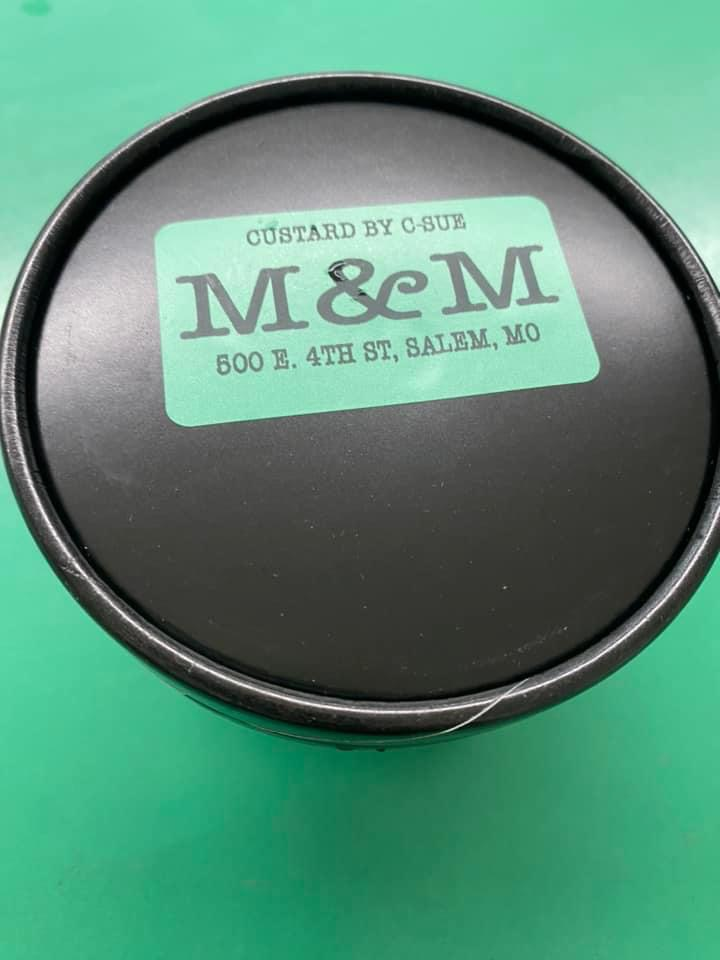 CUSTARD BY C-SUE
M&M
500 E. 4TH ST, SALEM, MO